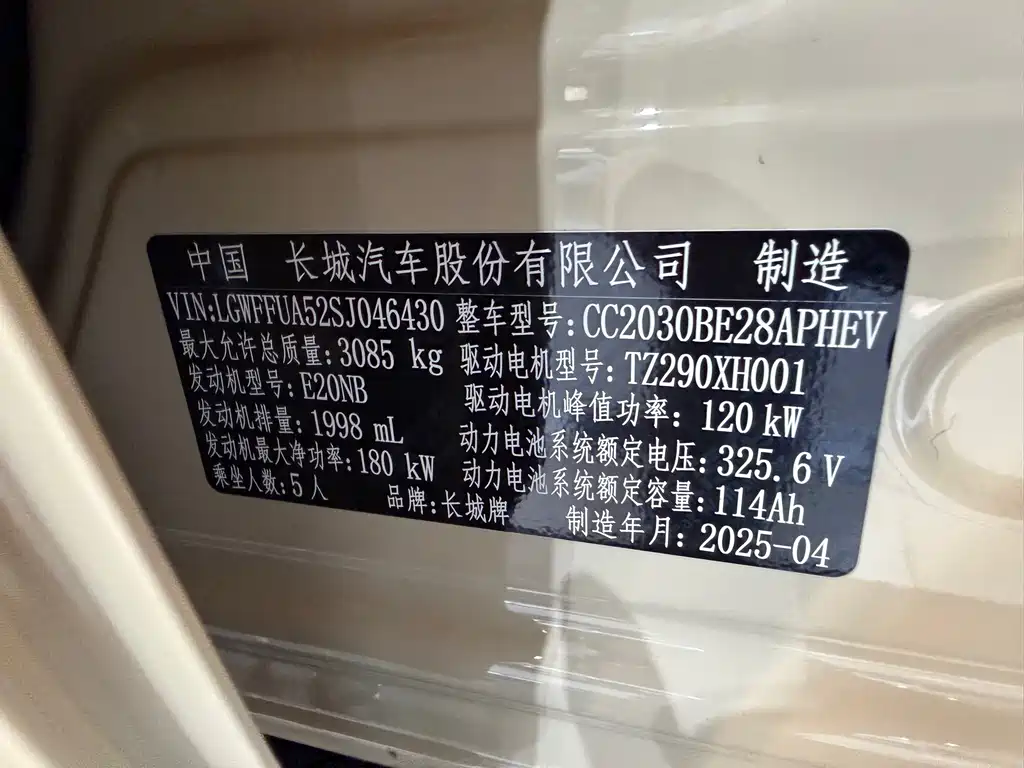 中国 长城汽车股份有限公司 制造
VIN:LGWFFUA52SJ046430 整车型号:CC2030BE28APHEV
最大允许总质量:3085 kg 驱动电机型号:TZ290XH001
发动机型号:E20NB 驱动电机峰值功率: 120 kW
发动机排量:1998 mL 动力电池系统额定电压:325.6 V
发动机最大净功率:180 kW 动力电池系统额定容量:114Ah
乘坐人数:5 人 品牌:长城牌 制造年月: 2025-04